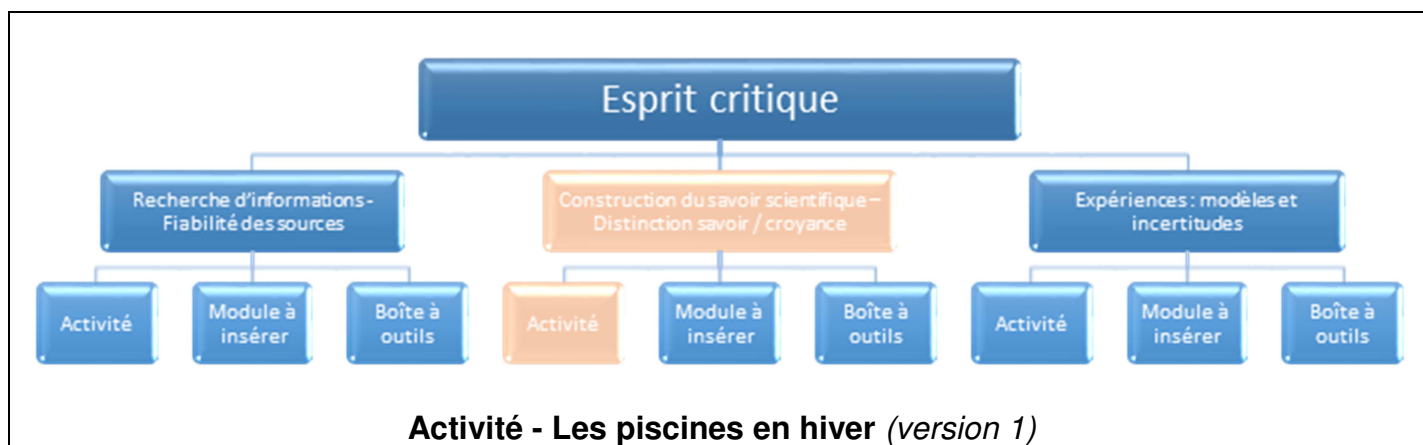 Esprit critique
Recherche d'informations -
Fiabilité des sources
Construction du savoir scientifique –
Distinction savoir / croyance
Expériences : modèles et
incertitudes
Activité
Module à
insérer
Boîte à
outils
Activité
Module à
insérer
Boîte à
outils
Activité
Module à
insérer
Boîte à
outils
Activité - Les piscines en hiver (version 1)